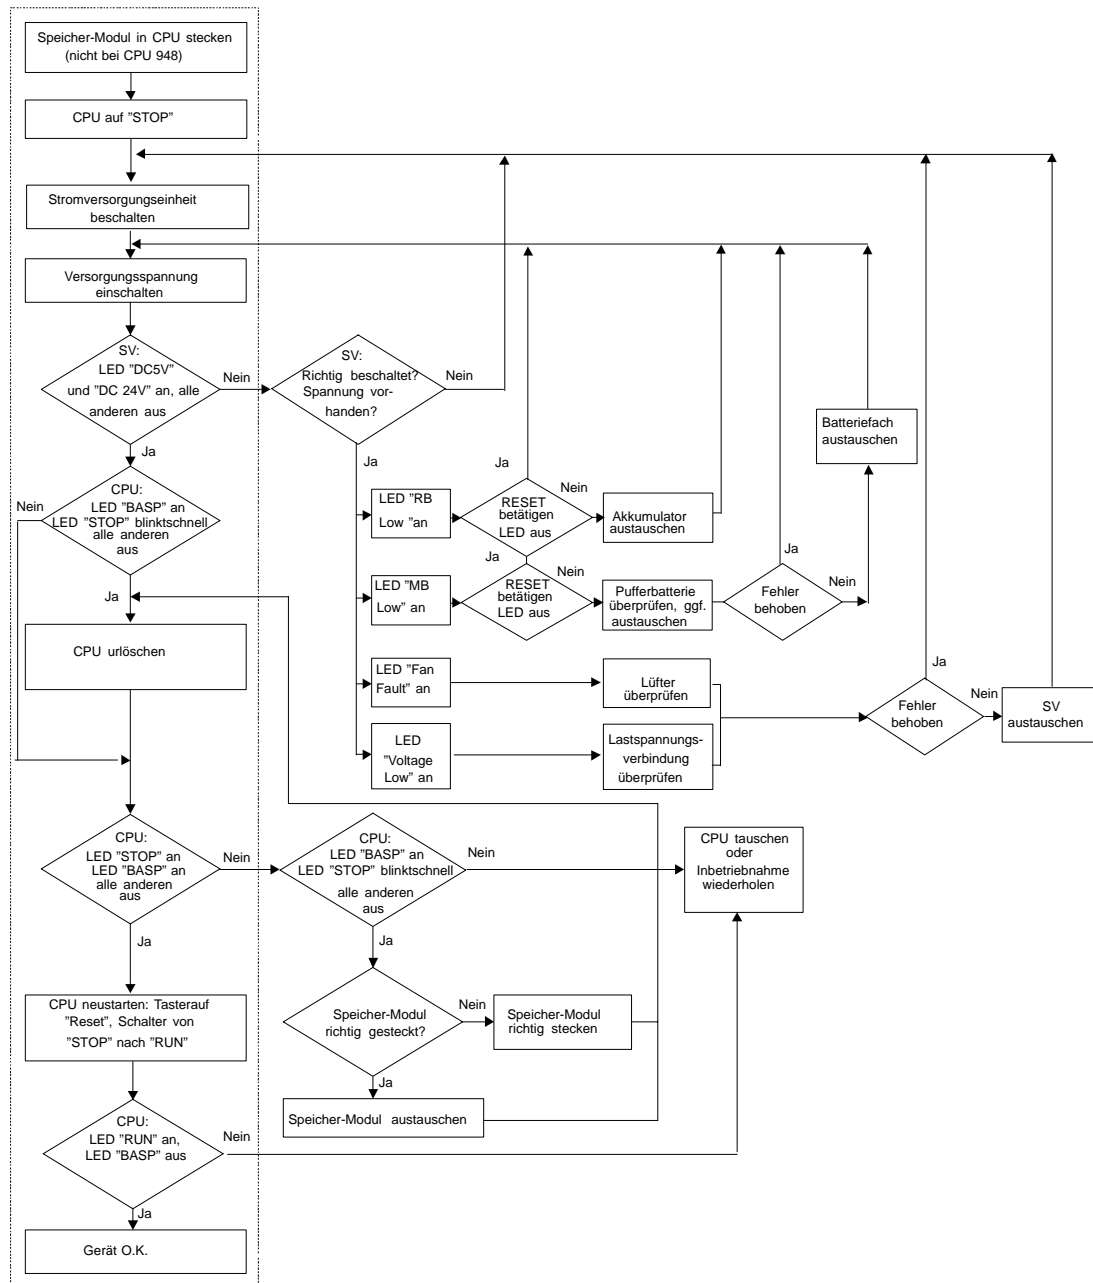 Speicher-Modul in CPU stecken
(nicht bei CPU 948)
CPU auf ”STOP”
Stromversorgungseinheit
beschalten
Versorgungsspannung
einschalten
SV:
LED ”DC5V”
und ”DC 24V” an, alle
anderen aus
Nein
Ja
SV:
Richtig beschaltet?
Spannung vor-
handen?
Nein
Ja
CPU:
LED ”BASP” an
LED ”STOP” blinktschnell
alle anderen
aus
Nein
Ja
LED ”RB
Low ”an
RESET
betätigen
LED aus
Ja
Nein
Akkumulator
austauschen
Batteriefach
austauschen
LED ”MB
Low” an
RESET
betätigen
LED aus
Ja
Nein
Pufferbatterie
überprüfen, ggf.
austauschen
Fehler
behoben
Ja
Nein
CPU urlöschen
LED ”Fan
Fault” an
Lüfter
überprüfen
LED
”Voltage
Low” an
Lastspannungs-
verbindung
überprüfen
Fehler
behoben
Ja
Nein
SV
austauschen
CPU:
LED ”STOP” an
LED ”BASP” an
alle anderen
aus
Nein
Ja
CPU:
LED ”BASP” an
LED ”STOP” blinktschnell
alle anderen
aus
Nein
Ja
CPU tauschen
oder
Inbetriebnahme
wiederholen
CPU neustarten: Tasterauf
”Reset”, Schalter von
”STOP” nach ”RUN”
Speicher-Modul
richtig gesteckt?
Nein
Ja
Speicher-Modul
richtig stecken
Speicher-Modul austauschen
CPU:
LED ”RUN” an,
LED ”BASP” aus
Nein
Ja
Gerät O.K.